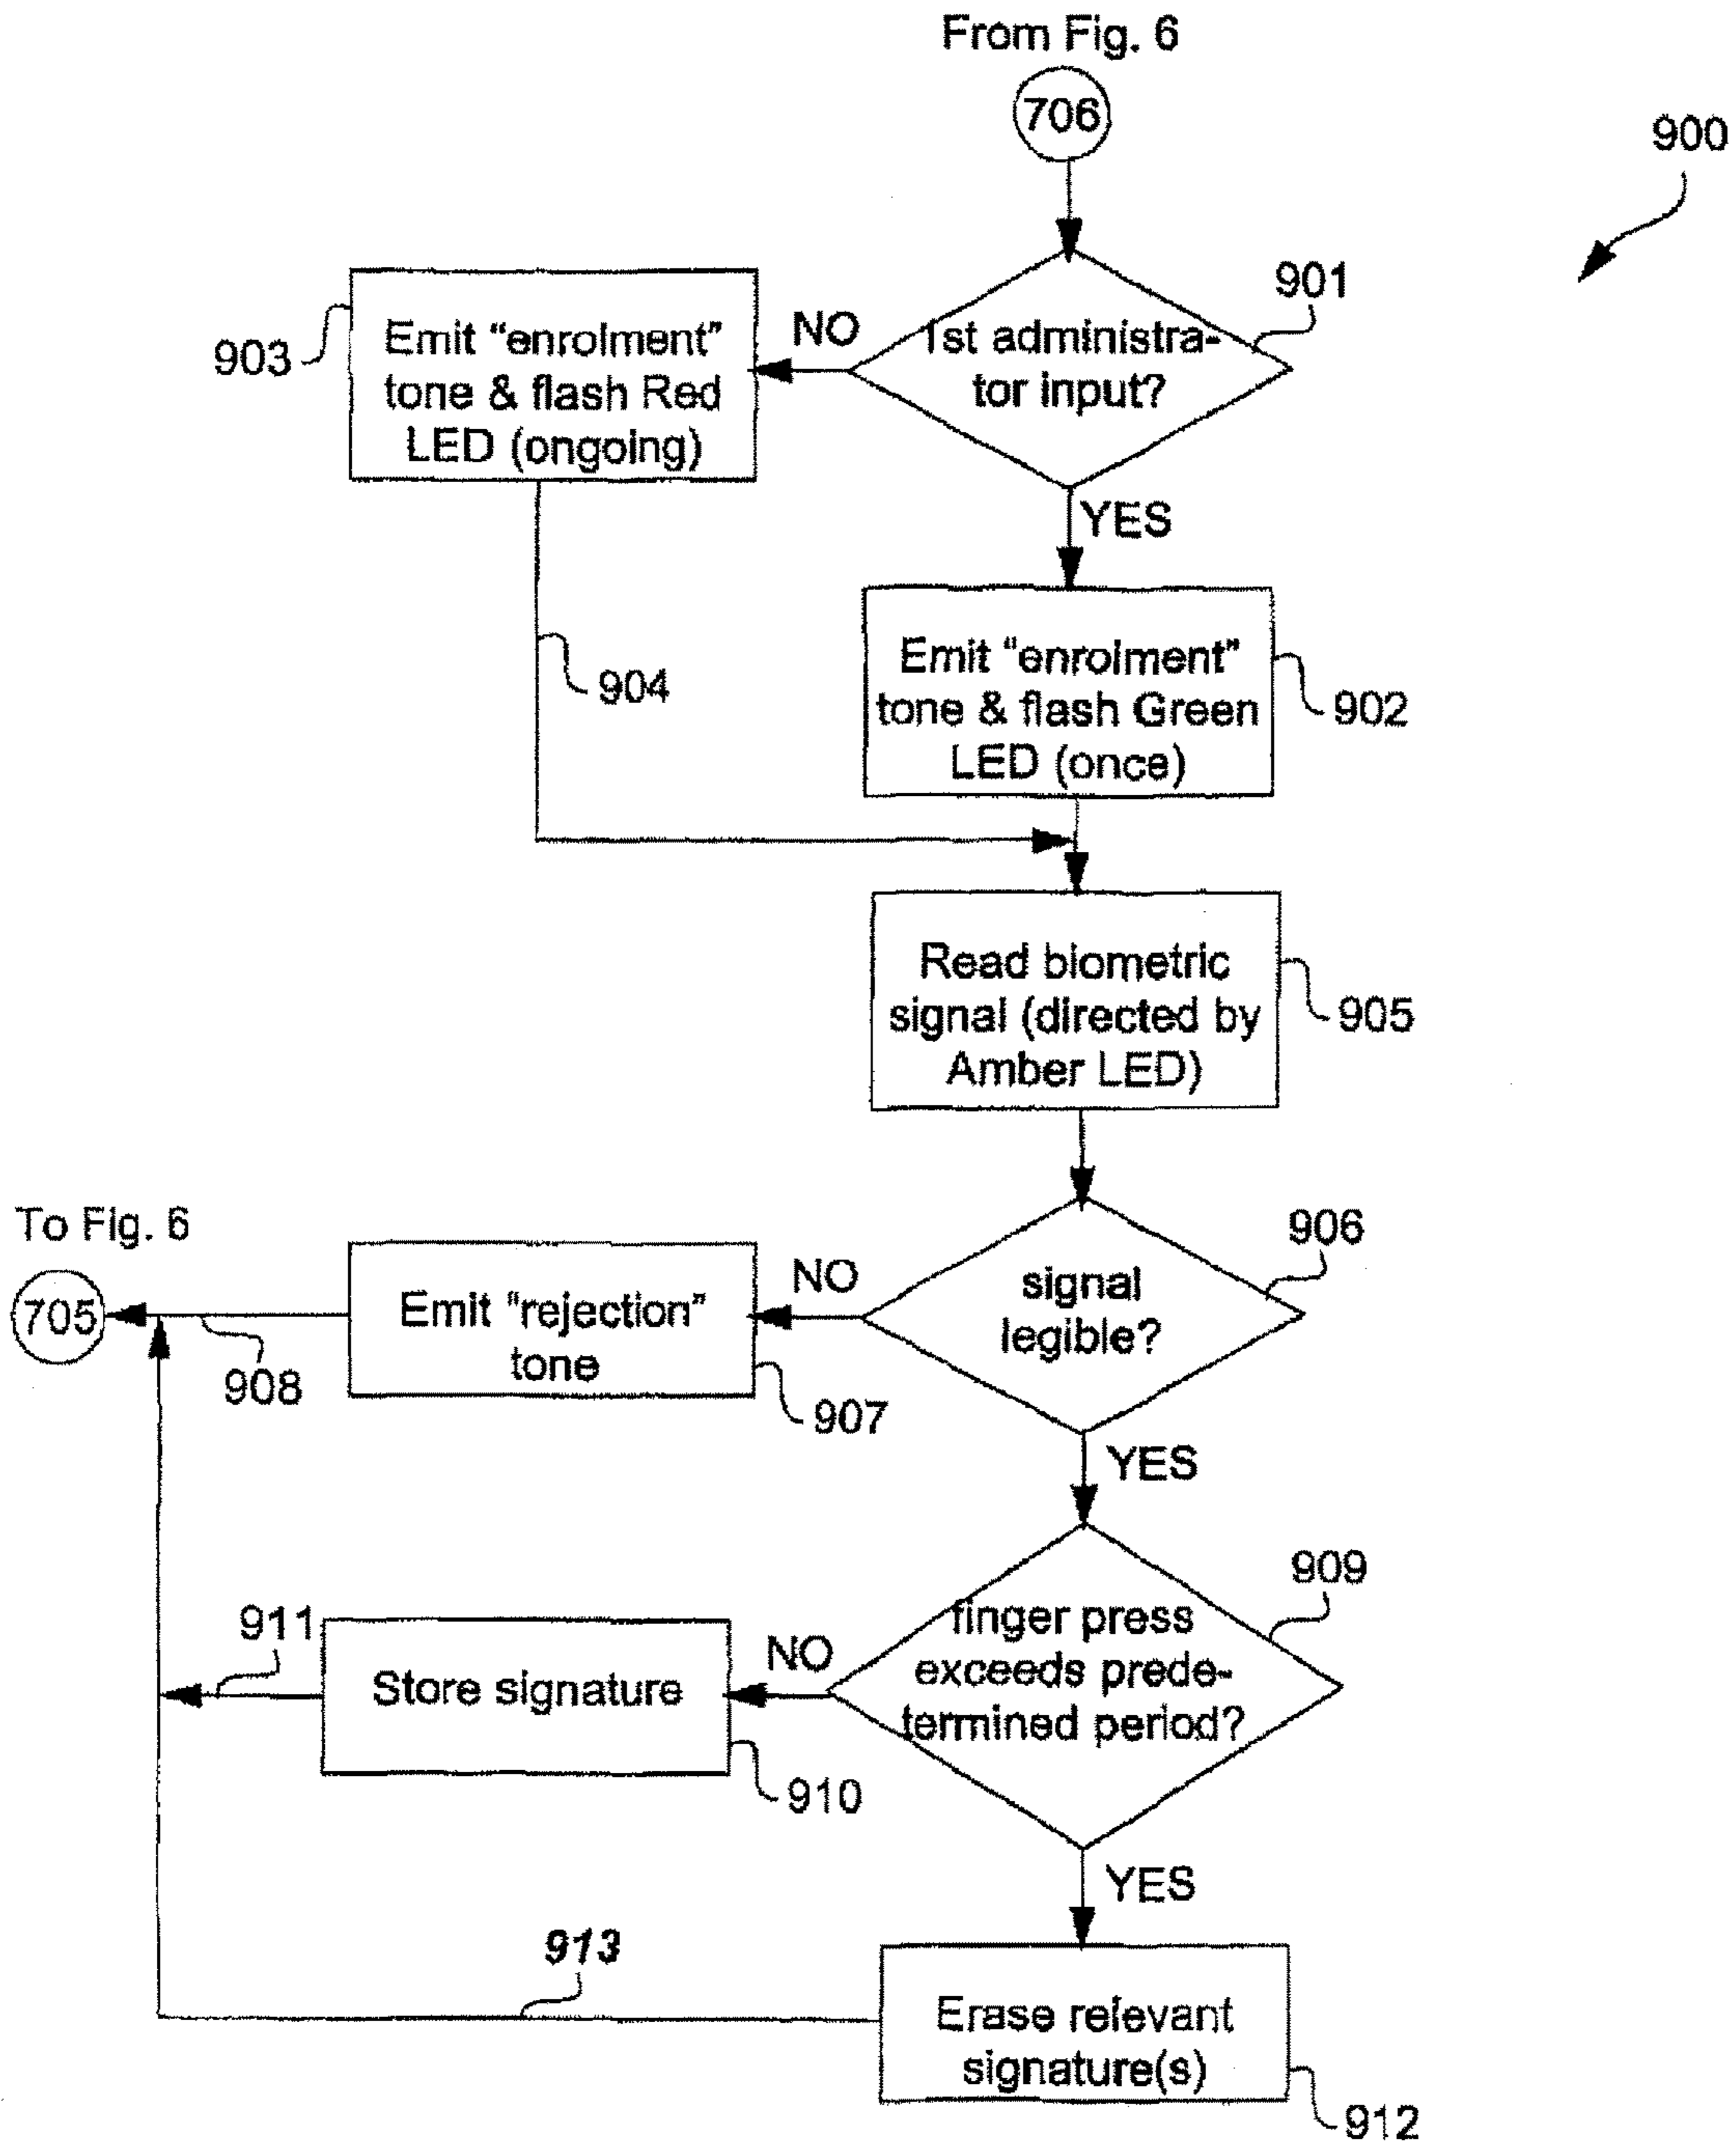 From Fig. 6
706
900
901
1st administra-
tor input?
NO
903
Emit “enrolment”
tone & flash Red
LED (ongoing)
YES
904
Emit “enrolment”
tone & flash Green
LED (once)
902
Read biometric
signal (directed by
Amber LED)
905
To Fig. 6
705
908
Emit “rejection”
tone
907
NO
signal
legible?
906
YES
909
finger press
exceeds prede-
termined period?
NO
911
Store signature
910
YES
913
Erase relevant
signature(s)
912